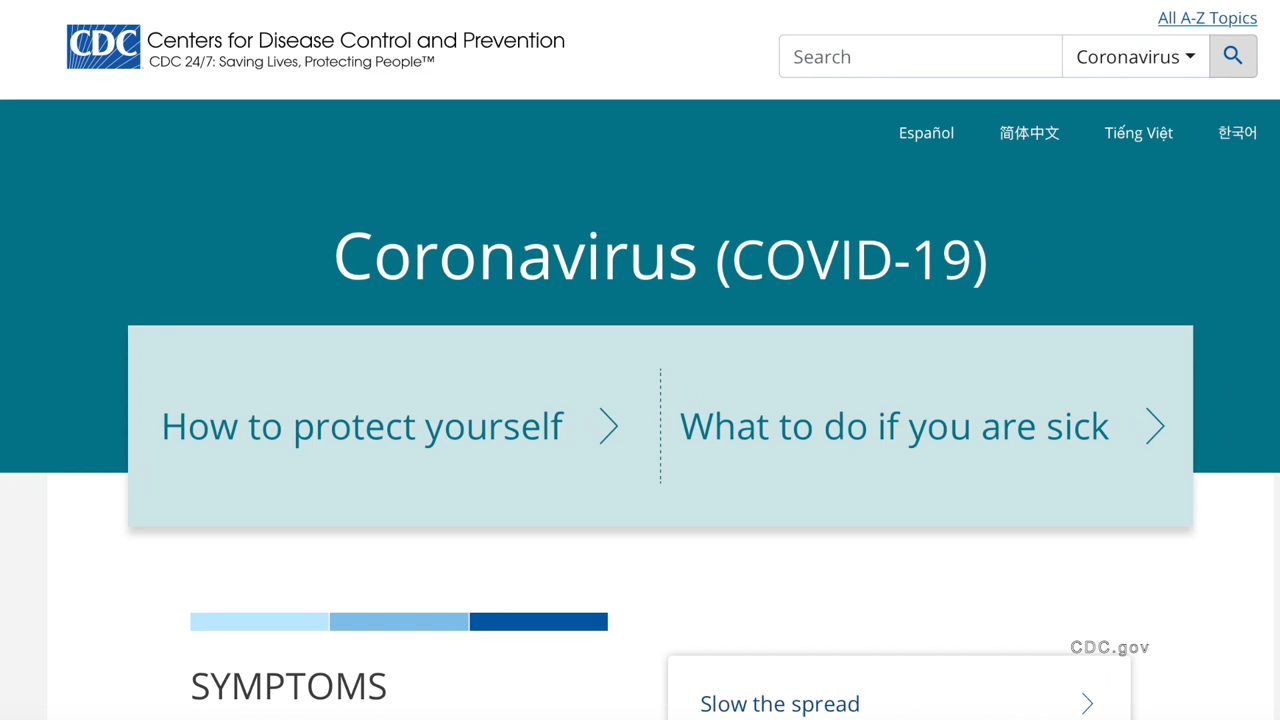 All A-Z Topics
CDC Centers for Disease Control and Prevention
CDC 24/7: Saving Lives, Protecting People™
Search
Coronavirus
Español 简体中文 Tiếng Việt 한국어
Coronavirus (COVID-19)
How to protect yourself
What to do if you are sick
SYMPTOMS
CDC.gov
Slow the spread